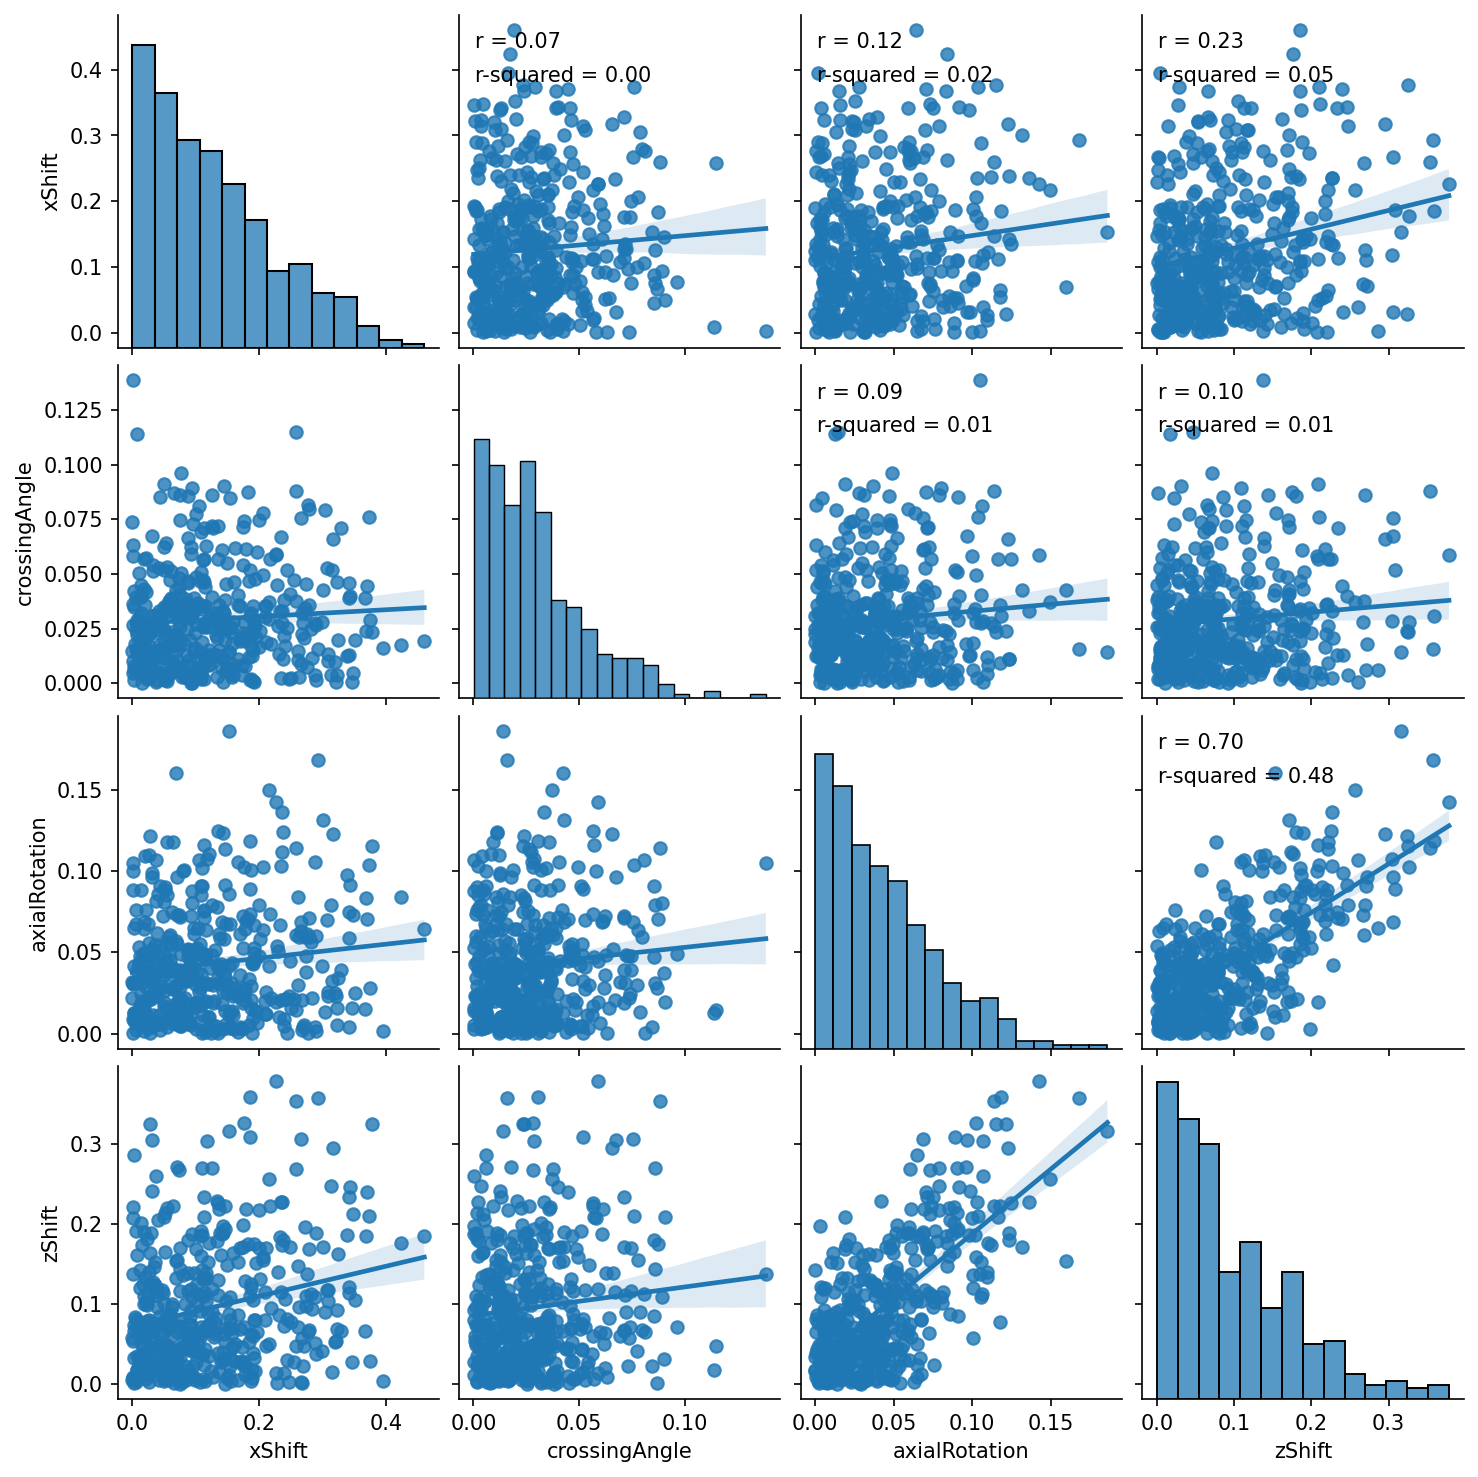 xShift
0.4
0.3
0.2
0.1
0.0
r = 0.07
r-squared = 0.00
r = 0.12
r-squared = 0.02
r = 0.23
r-squared = 0.05
crossingAngle
0.125
0.100
0.075
0.050
0.025
0.000
r = 0.09
r-squared = 0.01
r = 0.10
r-squared = 0.01
axialRotation
0.15
0.10
0.05
0.00
r = 0.70
r-squared = 0.48
zShift
0.3
0.2
0.1
0.0
0.0 0.2 0.4
xShift
0.00 0.05 0.10
crossingAngle
0.00 0.05 0.10 0.15
axialRotation
0.0 0.1 0.2 0.3
zShift